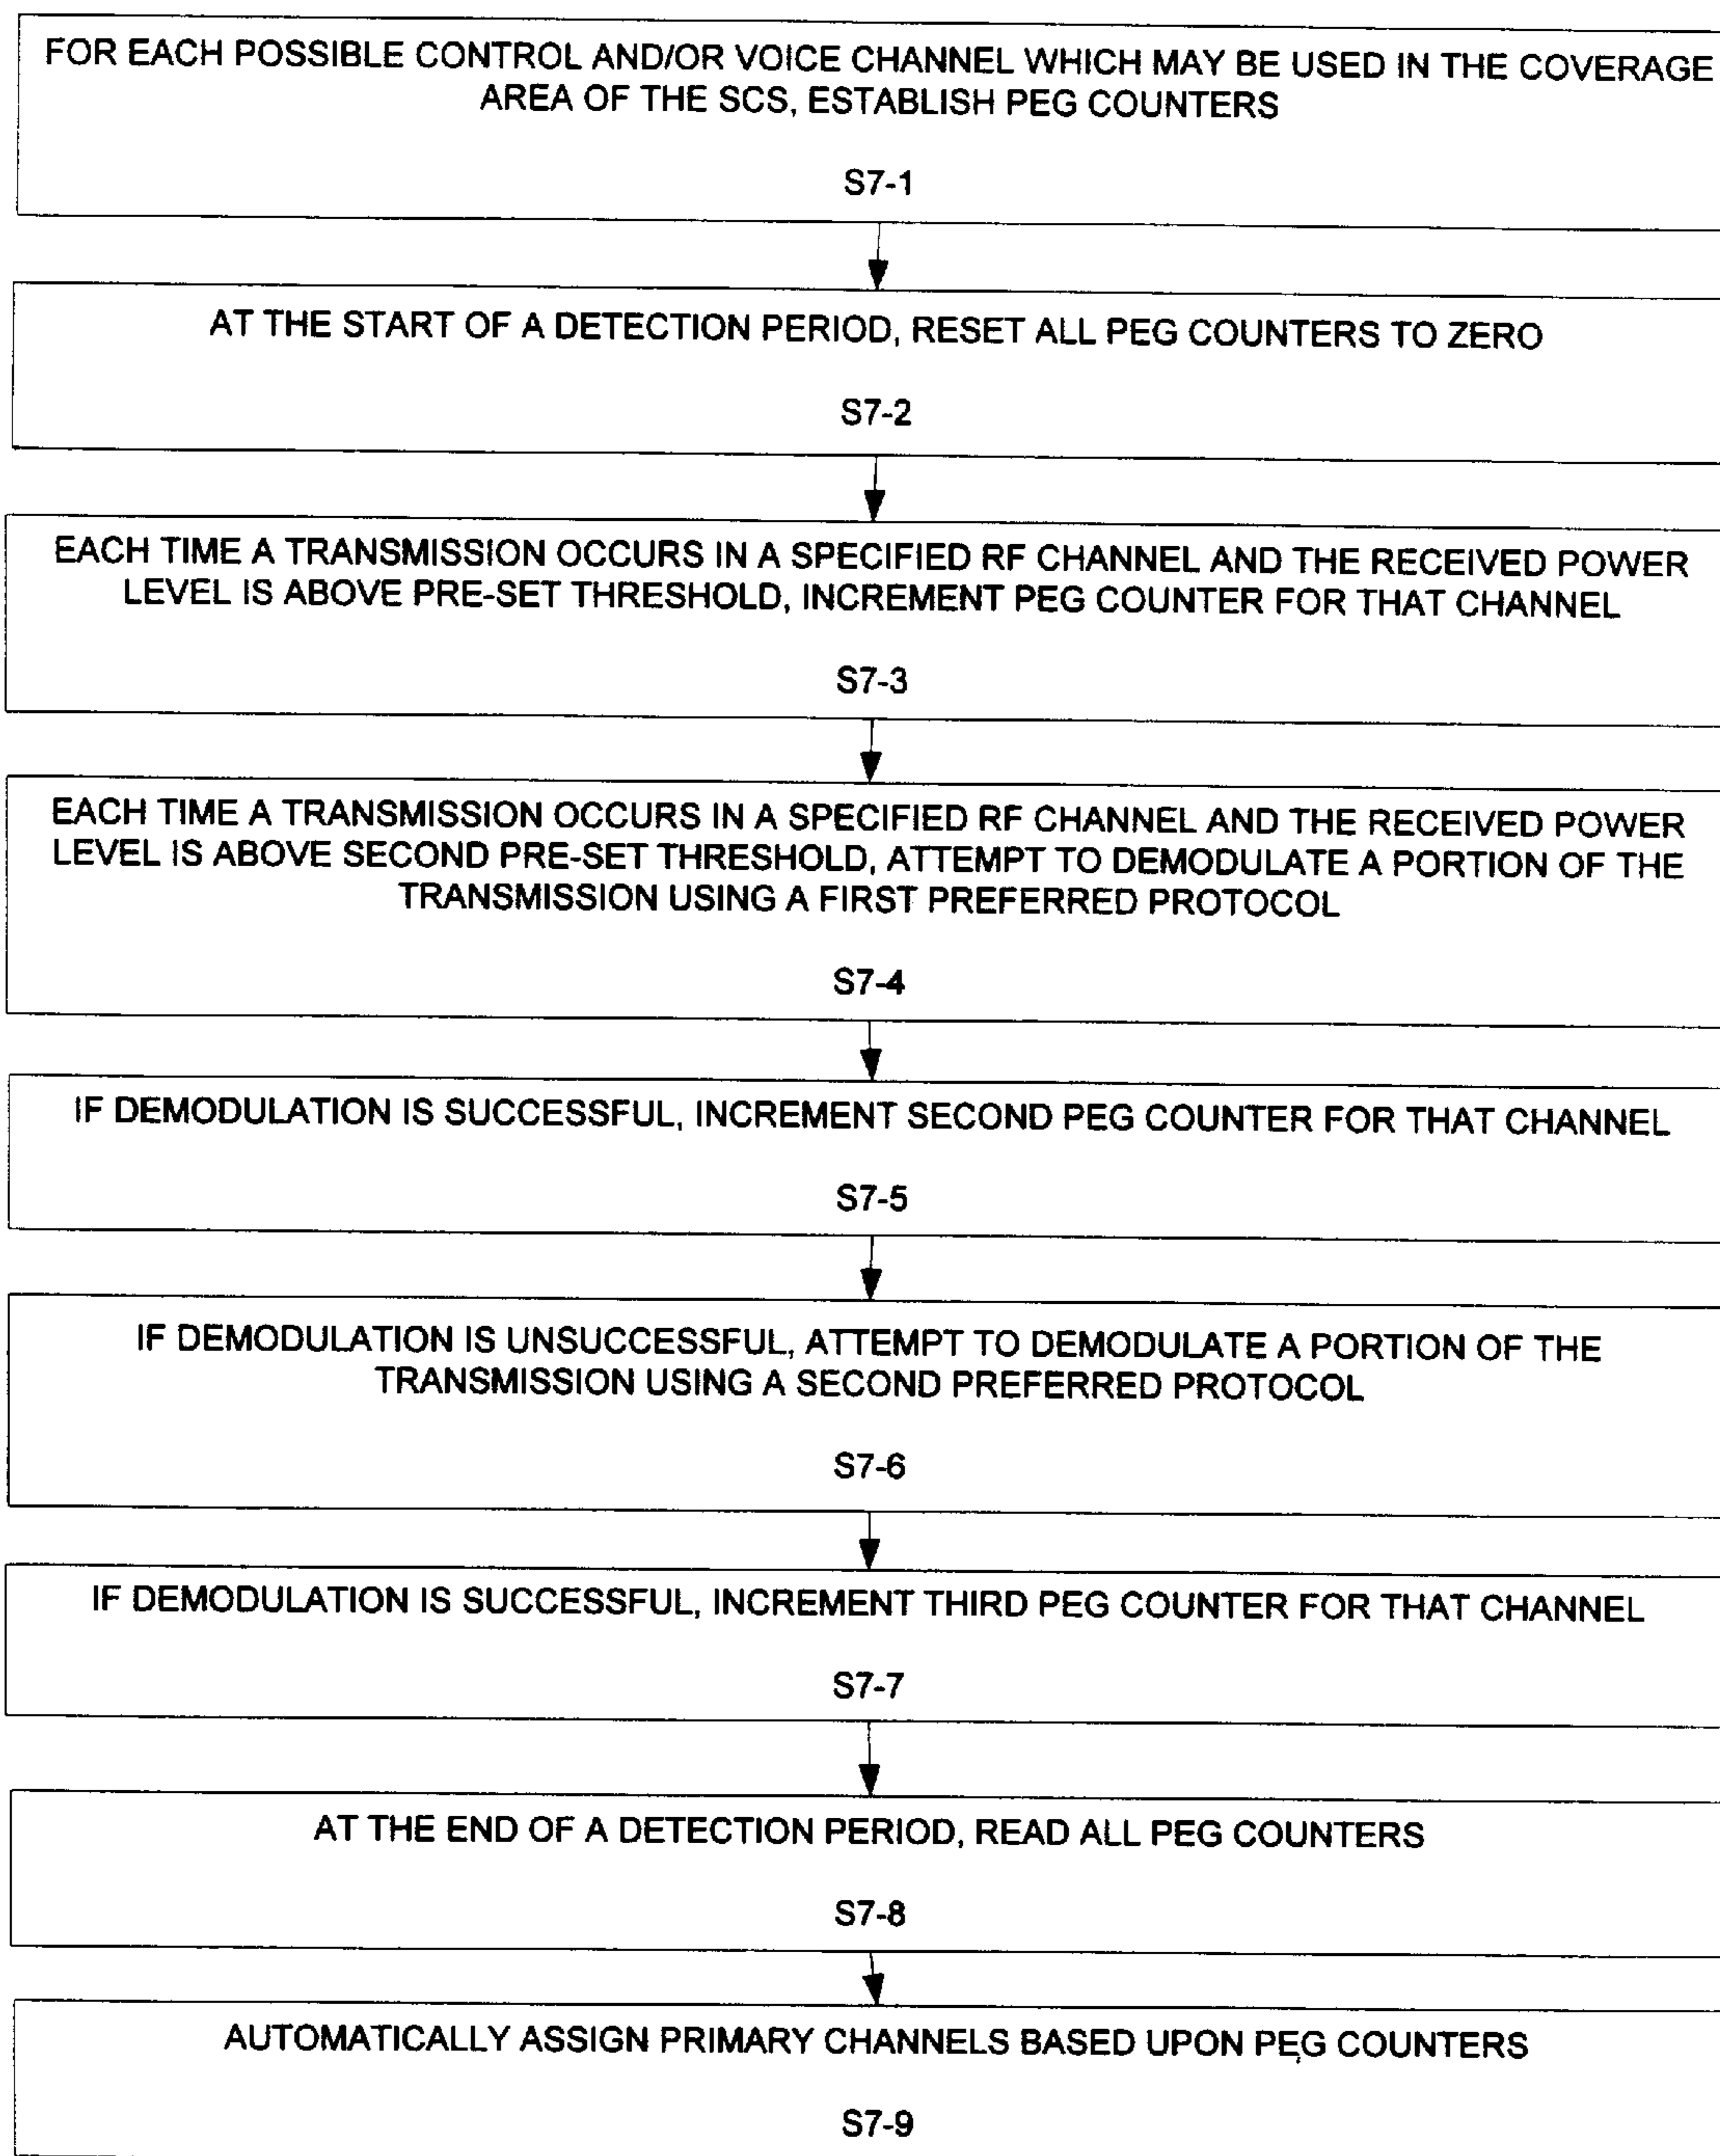 FOR EACH POSSIBLE CONTROL AND/OR VOICE CHANNEL WHICH MAY BE USED IN THE COVERAGE
AREA OF THE SCS, ESTABLISH PEG COUNTERS
S7-1
AT THE START OF A DETECTION PERIOD, RESET ALL PEG COUNTERS TO ZERO
S7-2
EACH TIME A TRANSMISSION OCCURS IN A SPECIFIED RF CHANNEL AND THE RECEIVED POWER
LEVEL IS ABOVE PRE-SET THRESHOLD, INCREMENT PEG COUNTER FOR THAT CHANNEL
S7-3
EACH TIME A TRANSMISSION OCCURS IN A SPECIFIED RF CHANNEL AND THE RECEIVED POWER
LEVEL IS ABOVE SECOND PRE-SET THRESHOLD, ATTEMPT TO DEMODULATE A PORTION OF THE
TRANSMISSION USING A FIRST PREFERRED PROTOCOL
S7-4
IF DEMODULATION IS SUCCESSFUL, INCREMENT SECOND PEG COUNTER FOR THAT CHANNEL
S7-5
IF DEMODULATION IS UNSUCCESSFUL, ATTEMPT TO DEMODULATE A PORTION OF THE
TRANSMISSION USING A SECOND PREFERRED PROTOCOL
S7-6
IF DEMODULATION IS SUCCESSFUL, INCREMENT THIRD PEG COUNTER FOR THAT CHANNEL
S7-7
AT THE END OF A DETECTION PERIOD, READ ALL PEG COUNTERS
S7-8
AUTOMATICALLY ASSIGN PRIMARY CHANNELS BASED UPON PEG COUNTERS
S7-9